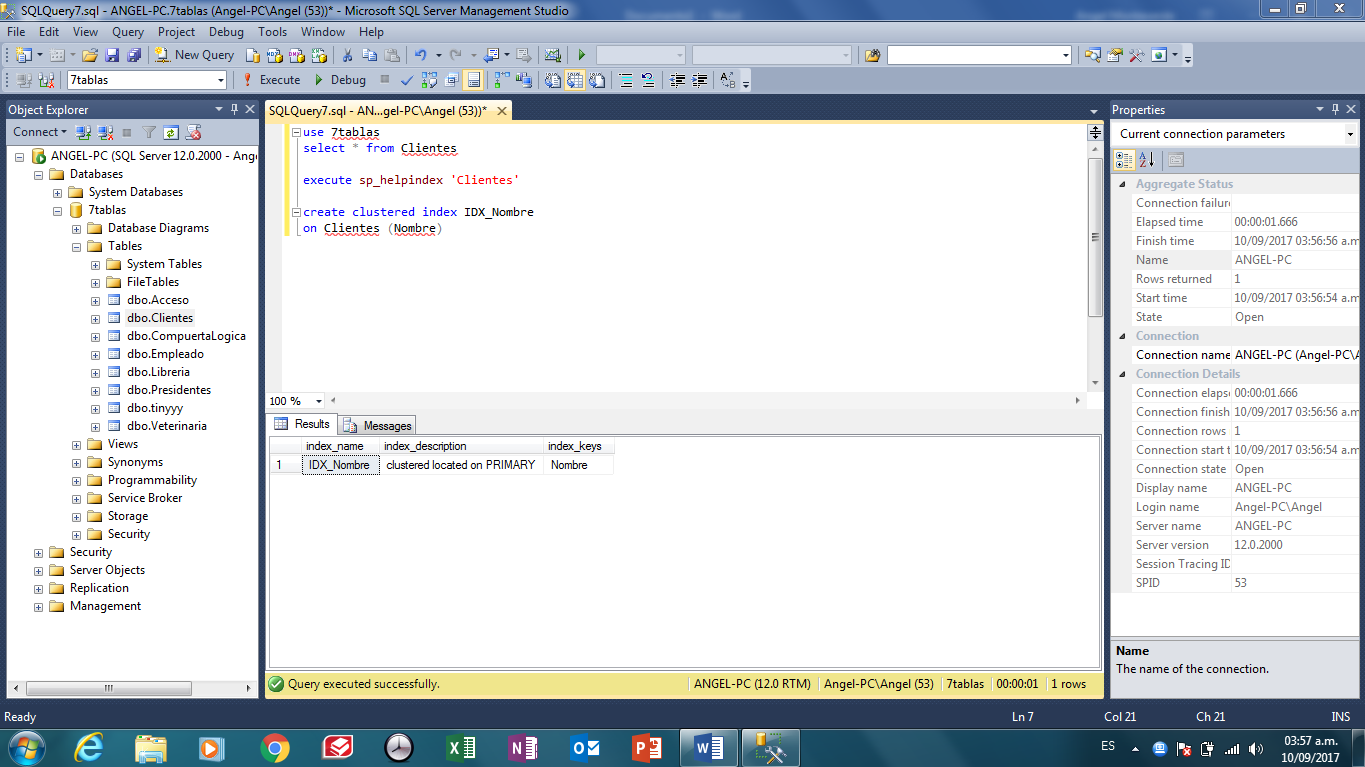 SQLQuery7.sql - ANGEL-PC.7tablas (Angel-PC\Angel (53))* - Microsoft SQL Server Management Studio
File Edit View Query Project Debug Tools Window Help
New Query
7tablas Execute Debug
Object Explorer
Connect
ANGEL-PC (SQL Server 12.0.2000 - Ange
Databases
System Databases
7tablas
Database Diagrams
Tables
System Tables
FileTables
dbo.Acceso
dbo.Clientes
dbo.CompuertaLogica
dbo.Empleado
dbo.Libreria
dbo.Presidentes
dbo.tinyyy
dbo.Veterinaria
Views
Synonyms
Programmability
Service Broker
Storage
Security
Security
Server Objects
Replication
Management
SQLQuery7.sql - AN...gel-PC\Angel (53))*
use 7tablas
select * from Clientes
execute sp_helpindex 'Clientes'
create clustered index IDX_Nombre
on Clientes (Nombre)
100 %
Results Messages
index_name index_description index_keys
1 IDX_Nombre clustered located on PRIMARY Nombre
Query executed successfully. ANGEL-PC (12.0 RTM) Angel-PC\Angel (53) 7tablas 00:00:01 1 rows
Properties
Current connection parameters
Aggregate Status
Connection failure
Elapsed time 00:00:01.666
Finish time 10/09/2017 03:56:56 a.m
Name ANGEL-PC
Rows returned 1
Start time 10/09/2017 03:56:54 a.m
State Open
Connection
Connection name ANGEL-PC (Angel-PC\A
Connection Details
Connection elapse 00:00:01.666
Connection finish 10/09/2017 03:56:56 a.m
Connection rows 1
Connection start t 10/09/2017 03:56:54 a.m
Connection state Open
Display name ANGEL-PC
Login name Angel-PC\Angel
Server name ANGEL-PC
Server version 12.0.2000
Session Tracing ID
SPID 53
Name
The name of the connection.
Ready Ln 7 Col 21 Ch 21 INS
ES 03:57 a.m.
10/09/2017